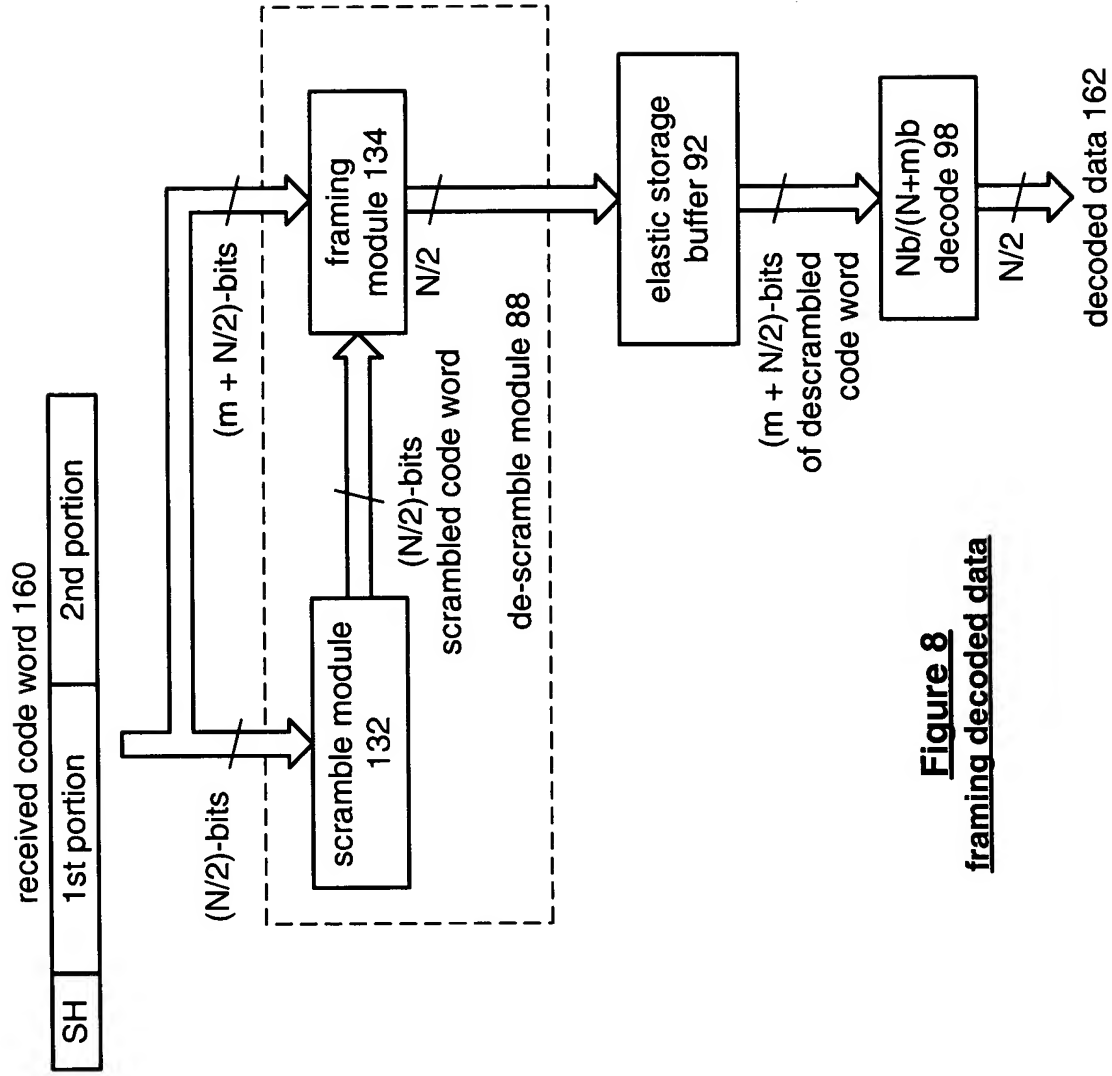 received code word 160
SH
1st portion
2nd portion
(N/2)-bits
(m + N/2)-bits
scramble module
132
framing
module 134
(N/2)-bits
scrambled code word
N/2
de-scramble module 88
elastic storage
buffer 92
(m + N/2)-bits
of descrambled
code word
Nb/(N+m)b
decode 98
N/2
decoded data 162
Figure 8
framing decoded data